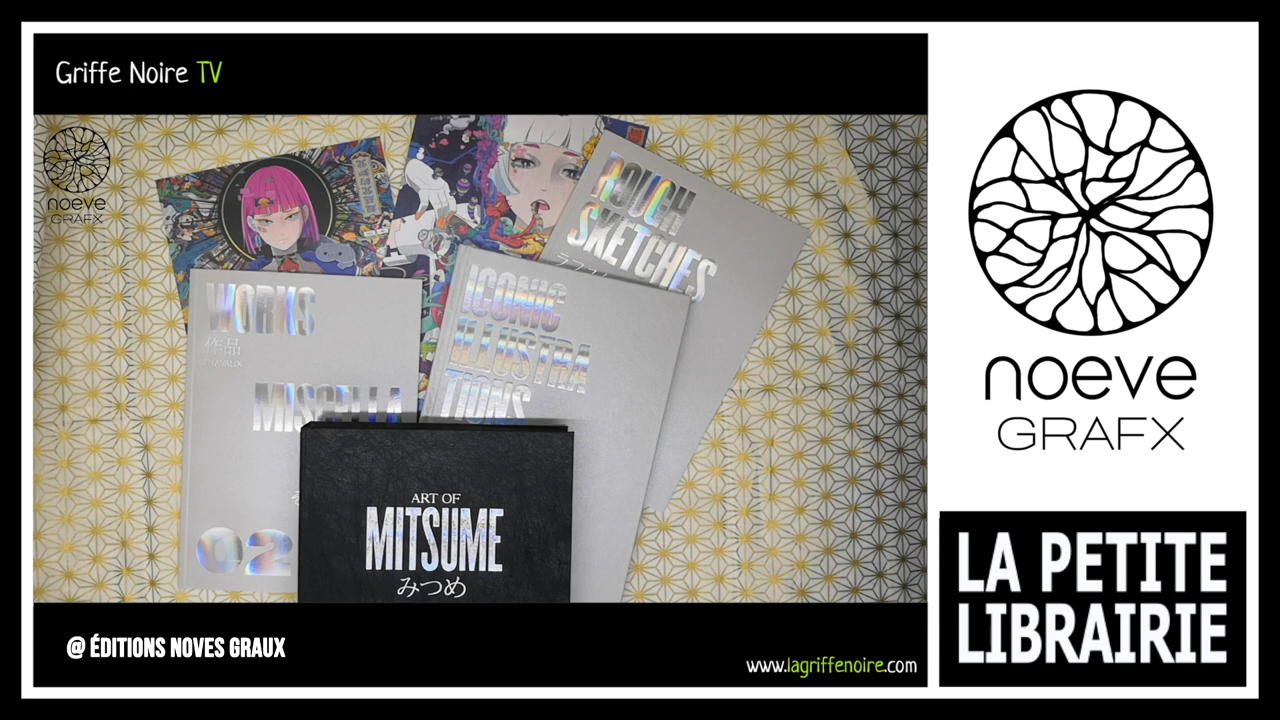 Griffe Noire TV
noeve
GRAFX
ROUGH
SKETCHES
WORKS
作品
TRAVAUX
MISCELLA
ICONIC
ILLUSTRA
TIONS
02
ART OF
MITSUME
みつめ
@ ÉDITIONS NOVES GRAUX
www.lagriffenoire.com
noeve
GRAFX
LA PETITE
LIBRAIRIE